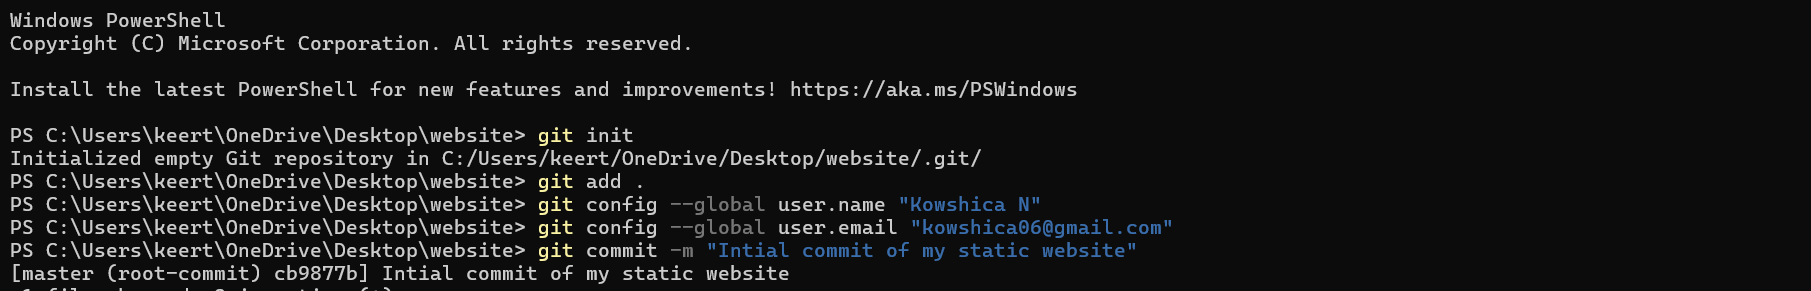 Windows PowerShell
Copyright (C) Microsoft Corporation. All rights reserved.
Install the latest PowerShell for new features and improvements! https://aka.ms/PSWindows
PS C:\Users\keert\OneDrive\Desktop\website> git init
Initialized empty Git repository in C:/Users/keert/OneDrive/Desktop/website/.git/
PS C:\Users\keert\OneDrive\Desktop\website> git add .
PS C:\Users\keert\OneDrive\Desktop\website> git config --global user.name "Kowshica N"
PS C:\Users\keert\OneDrive\Desktop\website> git config --global user.email "kowshica06@gmail.com"
PS C:\Users\keert\OneDrive\Desktop\website> git commit -m "Intial commit of my static website"
[master (root-commit) cb9877b] Intial commit of my static website